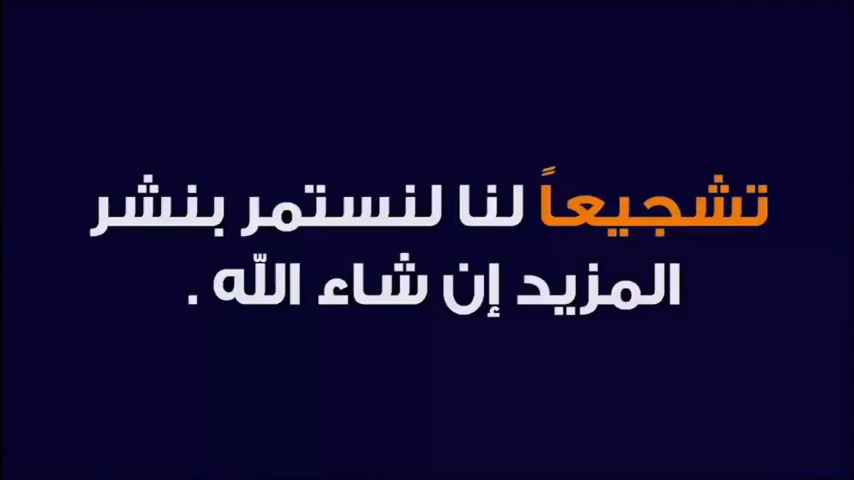 تشجيعاً لنا لنستمر بنشر
المزيد إن شاء الله .